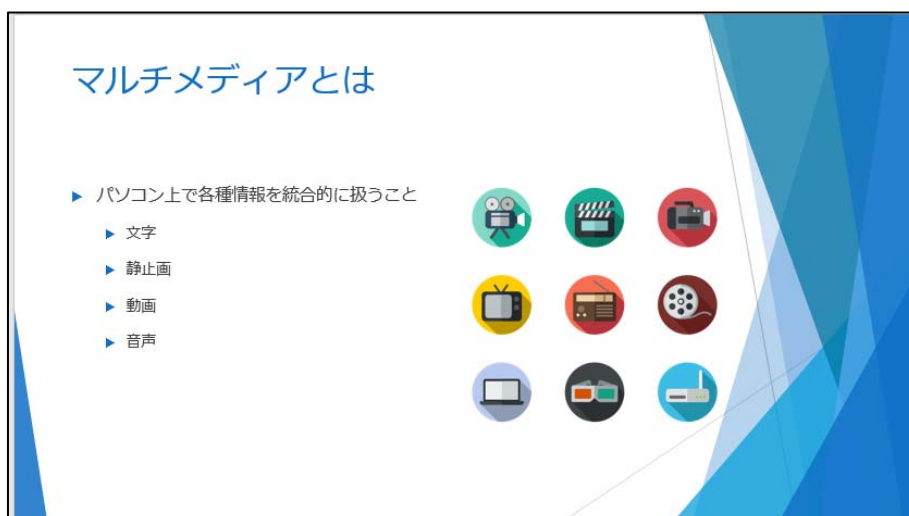 マルチメディアとは
パソコン上で各種情報を統合的に扱うこと
文字
静止画
動画
音声